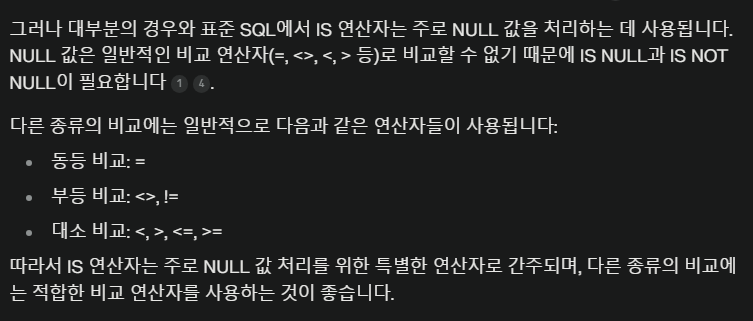 그러나 대부분의 경우와 표준 SQL에서 IS 연산자는 주로 NULL 값을 처리하는 데 사용됩니다.
NULL 값은 일반적인 비교 연산자(=, <>, <, > 등)로 비교할 수 없기 때문에 IS NULL과 IS NOT
NULL이 필요합니다 1 4.
다른 종류의 비교에는 일반적으로 다음과 같은 연산자들이 사용됩니다:
• 동등 비교: =
• 부등 비교: <>, !=
• 대소 비교: <, >, <=, >=
따라서 IS 연산자는 주로 NULL 값 처리를 위한 특별한 연산자로 간주되며, 다른 종류의 비교에
는 적합한 비교 연산자를 사용하는 것이 좋습니다.